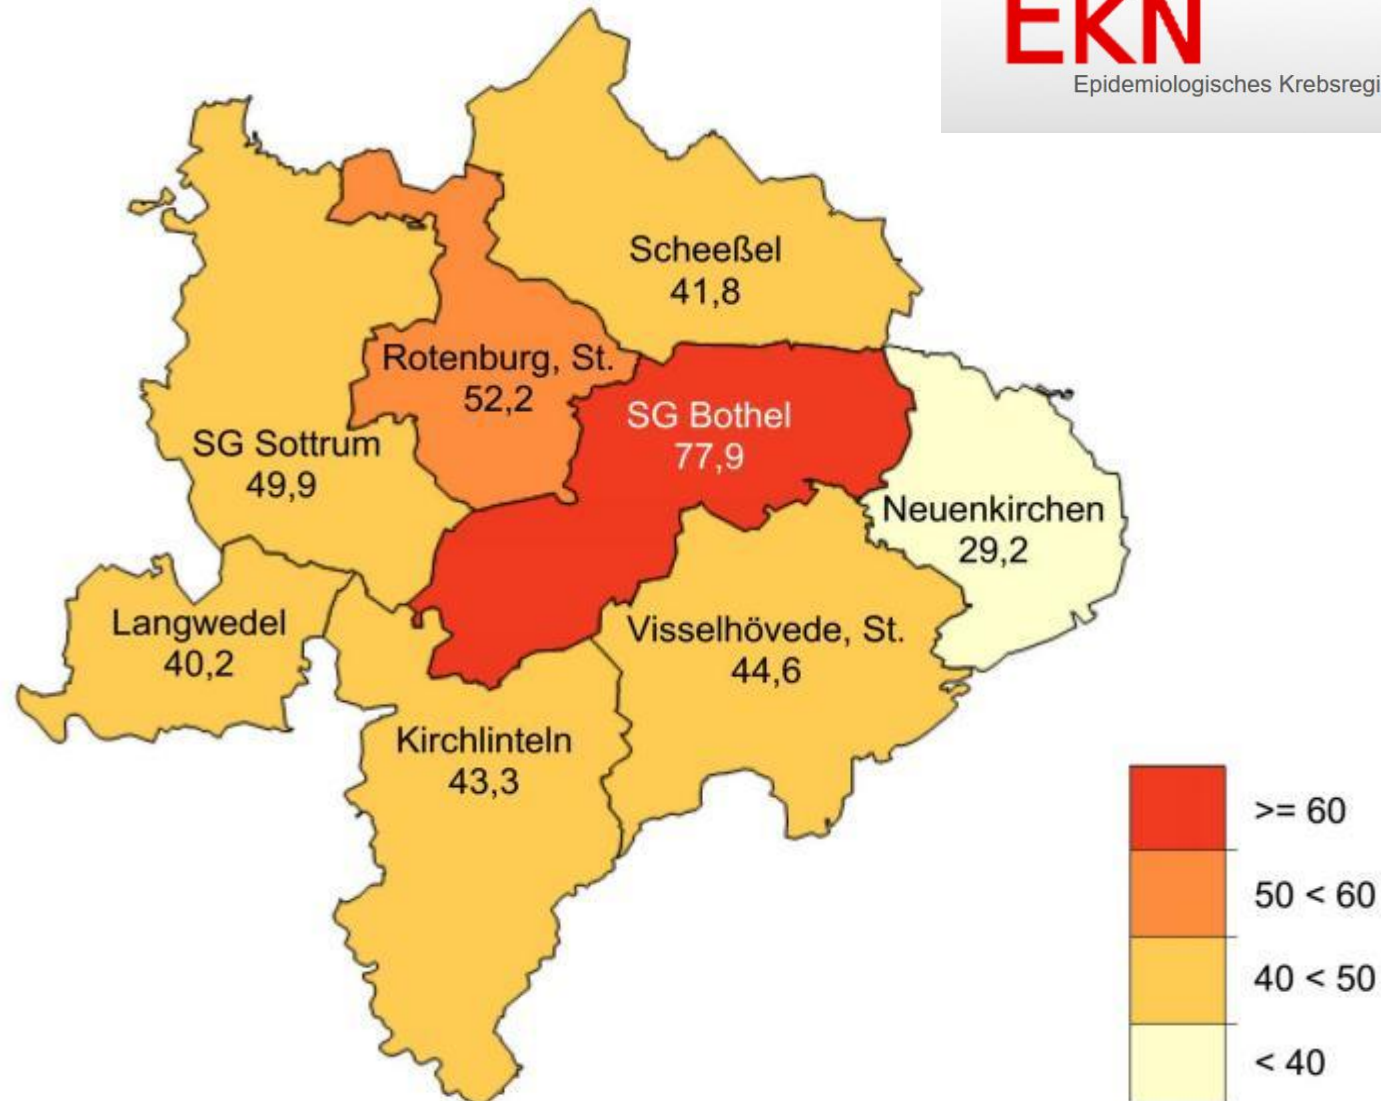 EKN
Epidemiologisches Krebsregi
Scheeßel
41,8
Rotenburg, St.
52,2
SG Bothel
77,9
SG Sottrum
49,9
Neuenkirchen
29,2
Langwedel
40,2
Visselhövede, St.
44,6
Kirchlinteln
43,3
>= 60
50 < 60
40 < 50
< 40